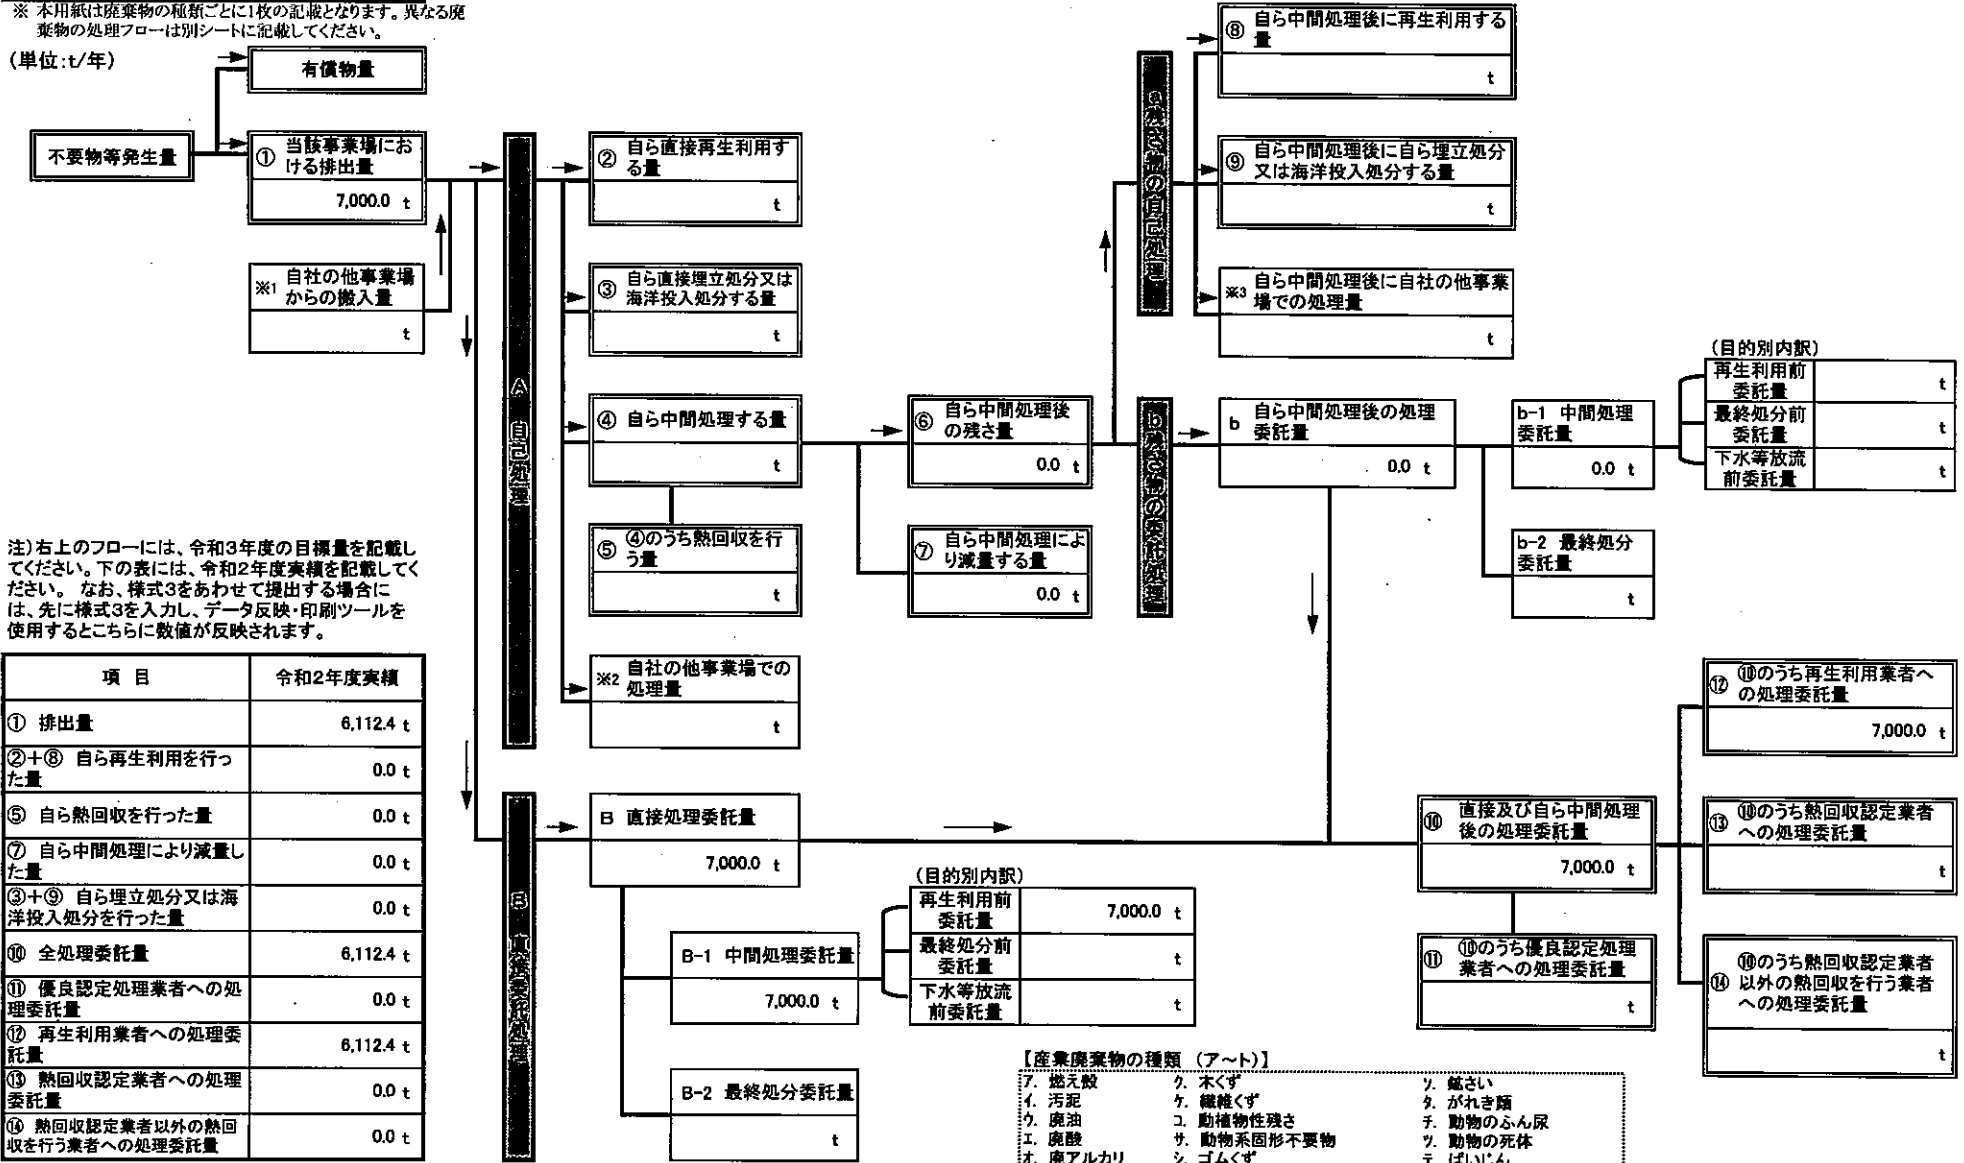 ※ 本用紙は廃棄物の種類ごとに1枚の記載となります。異なる廃
棄物の処理フローは別シートに記載してください。
(単位:t/年)
有償物量
不要物等発生量
① 当該事業場にお
ける排出量
7,000.0 t
※1 自社の他事業場
からの搬入量
t
A 自己処理
② 自ら直接再生利用す
る量
t
③ 自ら直接埋立処分又は
海洋投入処分する量
t
④ 自ら中間処理する量
t
⑤ ④のうち熱回収を行
う量
t
※2 自社の他事業場での
処理量
t
⑥ 自ら中間処理後
の残さ量
0.0 t
⑦ 自ら中間処理によ
り減量する量
0.0 t
a 残さ物の自己処理
⑧ 自ら中間処理後に再生利用する
量
t
⑨ 自ら中間処理後に自ら埋立処分
又は海洋投入処分する量
t
※3 自ら中間処理後に自社の他事業
場での処理量
t
b 残さ物の委託処理
b 自ら中間処理後の処理
委託量
0.0 t
b-1 中間処理
委託量
0.0 t
(目的別内訳)
再生利用前
委託量
t
最終処分前
委託量
t
下水等放流
前委託量
t
b-2 最終処分
委託量
t
注)右上のフローには、令和3年度の目標量を記載し
てください。下の表には、令和2年度実績を記載してく
ださい。 なお、様式3をあわせて提出する場合に
は、先に様式3を入力し、データ反映・印刷ツールを
使用するとこちらに数値が反映されます。
項 目 令和2年度実績
① 排出量 6,112.4 t
②+⑧ 自ら再生利用を行っ
た量 0.0 t
⑤ 自ら熱回収を行った量 0.0 t
⑦ 自ら中間処理により減量し
た量 0.0 t
③+⑨ 自ら埋立処分又は海
洋投入処分を行った量 0.0 t
⑩ 全処理委託量 6,112.4 t
⑪ 優良認定処理業者への処
理委託量 0.0 t
⑫ 再生利用業者への処理委
託量 6,112.4 t
⑬ 熱回収認定業者への処理
委託量 0.0 t
⑭ 熱回収認定業者以外の熱回
収を行う業者への処理委託量 0.0 t
B 直接委託処理
B 直接処理委託量
7,000.0 t
B-1 中間処理委託量
7,000.0 t
(目的別内訳)
再生利用前
委託量
7,000.0 t
最終処分前
委託量
t
下水等放流
前委託量
t
B-2 最終処分委託量
t
⑩ 直接及び自ら中間処理
後の処理委託量
7,000.0 t
⑪ ⑩のうち優良認定処理
業者への処理委託量
t
⑫ ⑩のうち再生利用業者へ
の処理委託量
7,000.0 t
⑬ ⑩のうち熱回収認定業者
への処理委託量
t
⑭ ⑩のうち熱回収認定業者
以外の熱回収を行う業者
への処理委託量
t
【産業廃棄物の種類 (ア~ト)】
ア. 燃え殻 ク. 木くず ソ. 鉱さい
イ. 汚泥 ケ. 繊維くず タ. がれき類
ウ. 廃油 コ. 動植物性残さ チ. 動物のふん尿
エ. 廃酸 サ. 動物系固形不要物 ツ. 動物の死体
オ. 廃アルカリ シ. ゴムくず テ. ばいじん